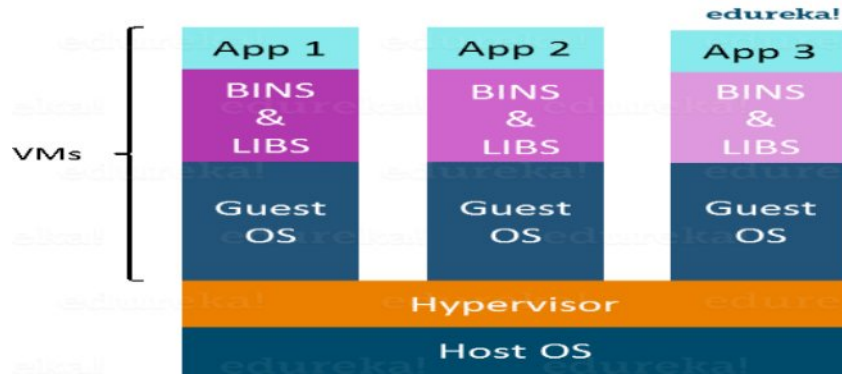 edureka!
App 1
App 2
App 3
BINS
&
LIBS
BINS
&
LIBS
BINS
&
LIBS
VMs
Guest
OS
Guest
OS
Guest
OS
Hypervisor
Host OS